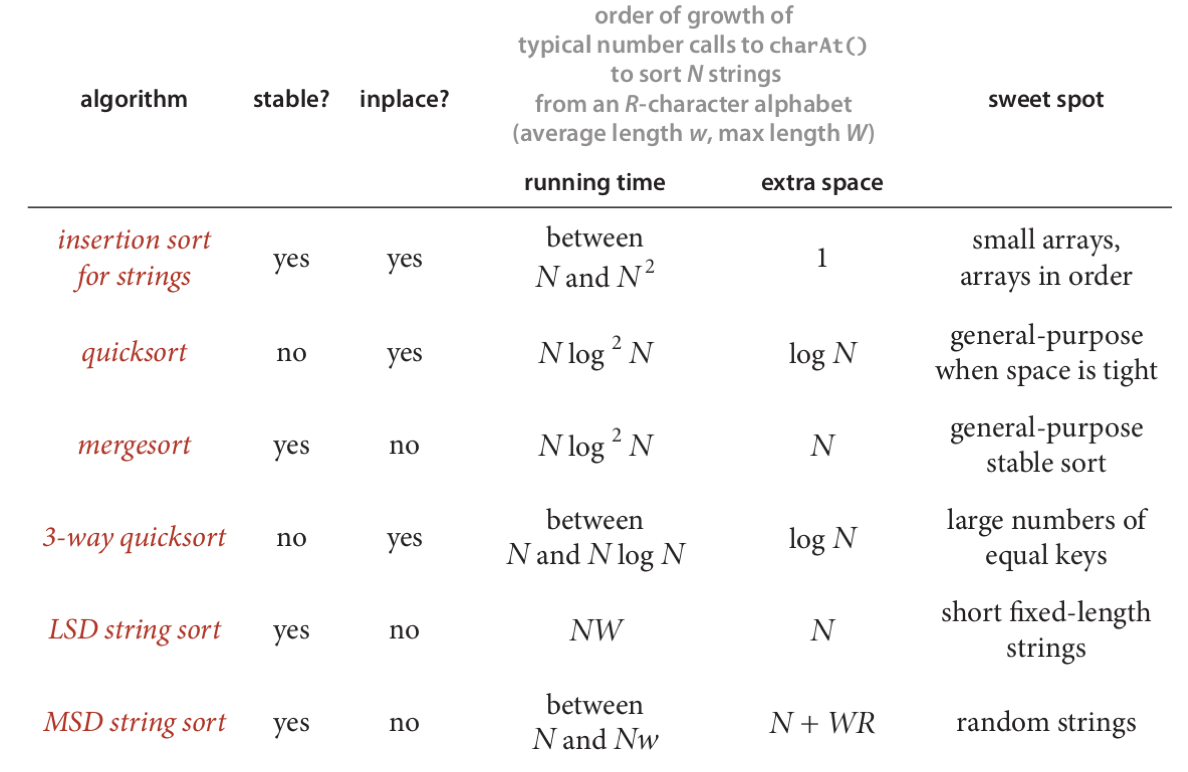 order of growth of
typical number calls to charAt()
to sort N strings
from an R-character alphabet
(average length w, max length W)
algorithm stable? inplace? sweet spot
running time extra space
insertion sort
for strings
yes yes
between
N and N²
1
small arrays,
arrays in order
quicksort no yes N log ² N log N
general-purpose
when space is tight
mergesort yes no N log ² N N
general-purpose
stable sort
3-way quicksort no yes
between
N and N log N
log N
large numbers of
equal keys
LSD string sort yes no NW N
short fixed-length
strings
MSD string sort yes no
between
N and Nw
N + WR
random strings